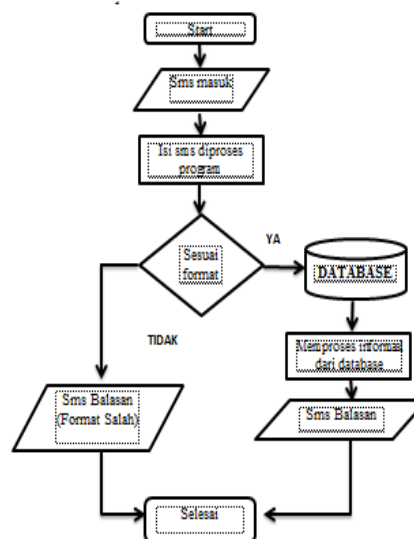 Start
Sms masuk
Isi sms diproses
program
Sesuai
format
YA
DATABASE
TIDAK
Memproses informasi
dari database
Sms Balasan
(Format Salah)
Sms Balasan
Selesai